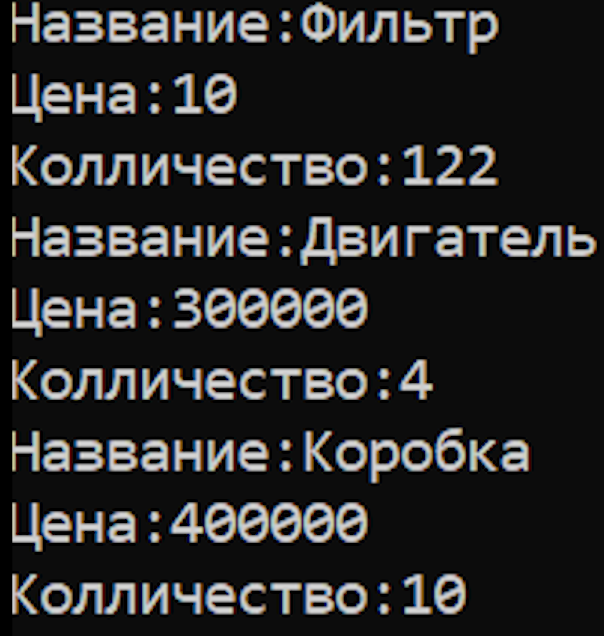 Название:Фильтр
Цена:10
Колличество:122
Название:Двигатель
Цена:300000
Колличество:4
Название:Коробка
Цена:400000
Колличество:10